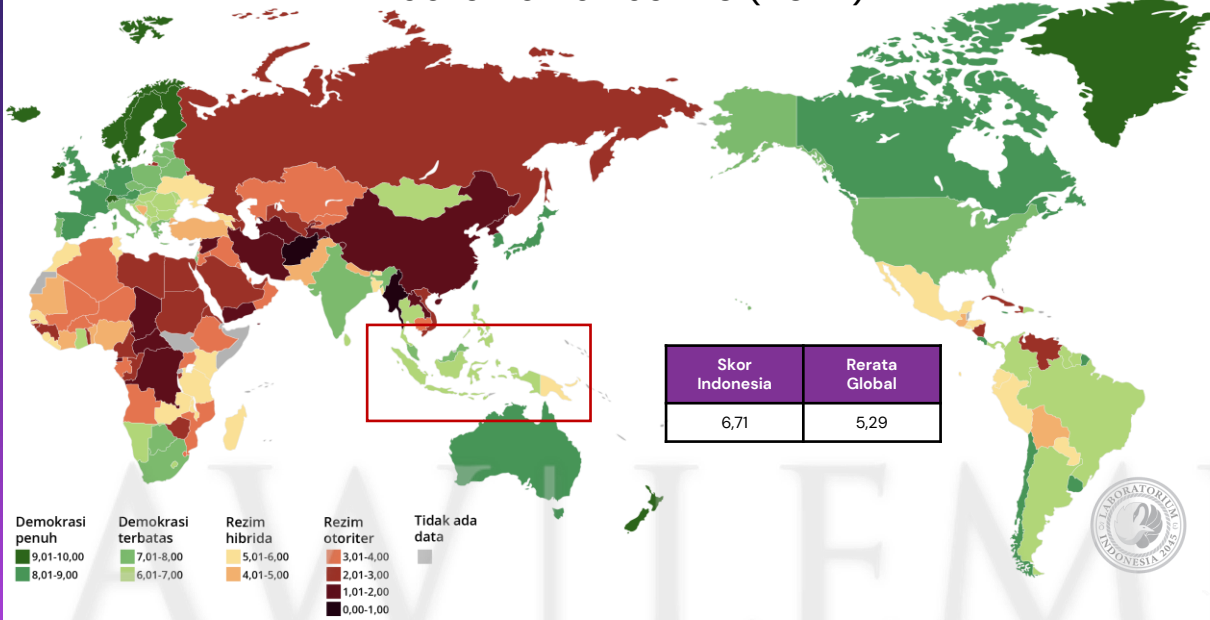 Skor
Indonesia
Rerata
Global
6,71
5,29
Demokrasi
penuh
9,01-10,00
8,01-9,00
Demokrasi
terbatas
7,01-8,00
6,01-7,00
Rezim
hibrida
5,01-6,00
4,01-5,00
Rezim
otoriter
3,01-4,00
2,01-3,00
1,01-2,00
0,00-1,00
Tidak ada
data
LABORATORIUM
INDONESIA 2045